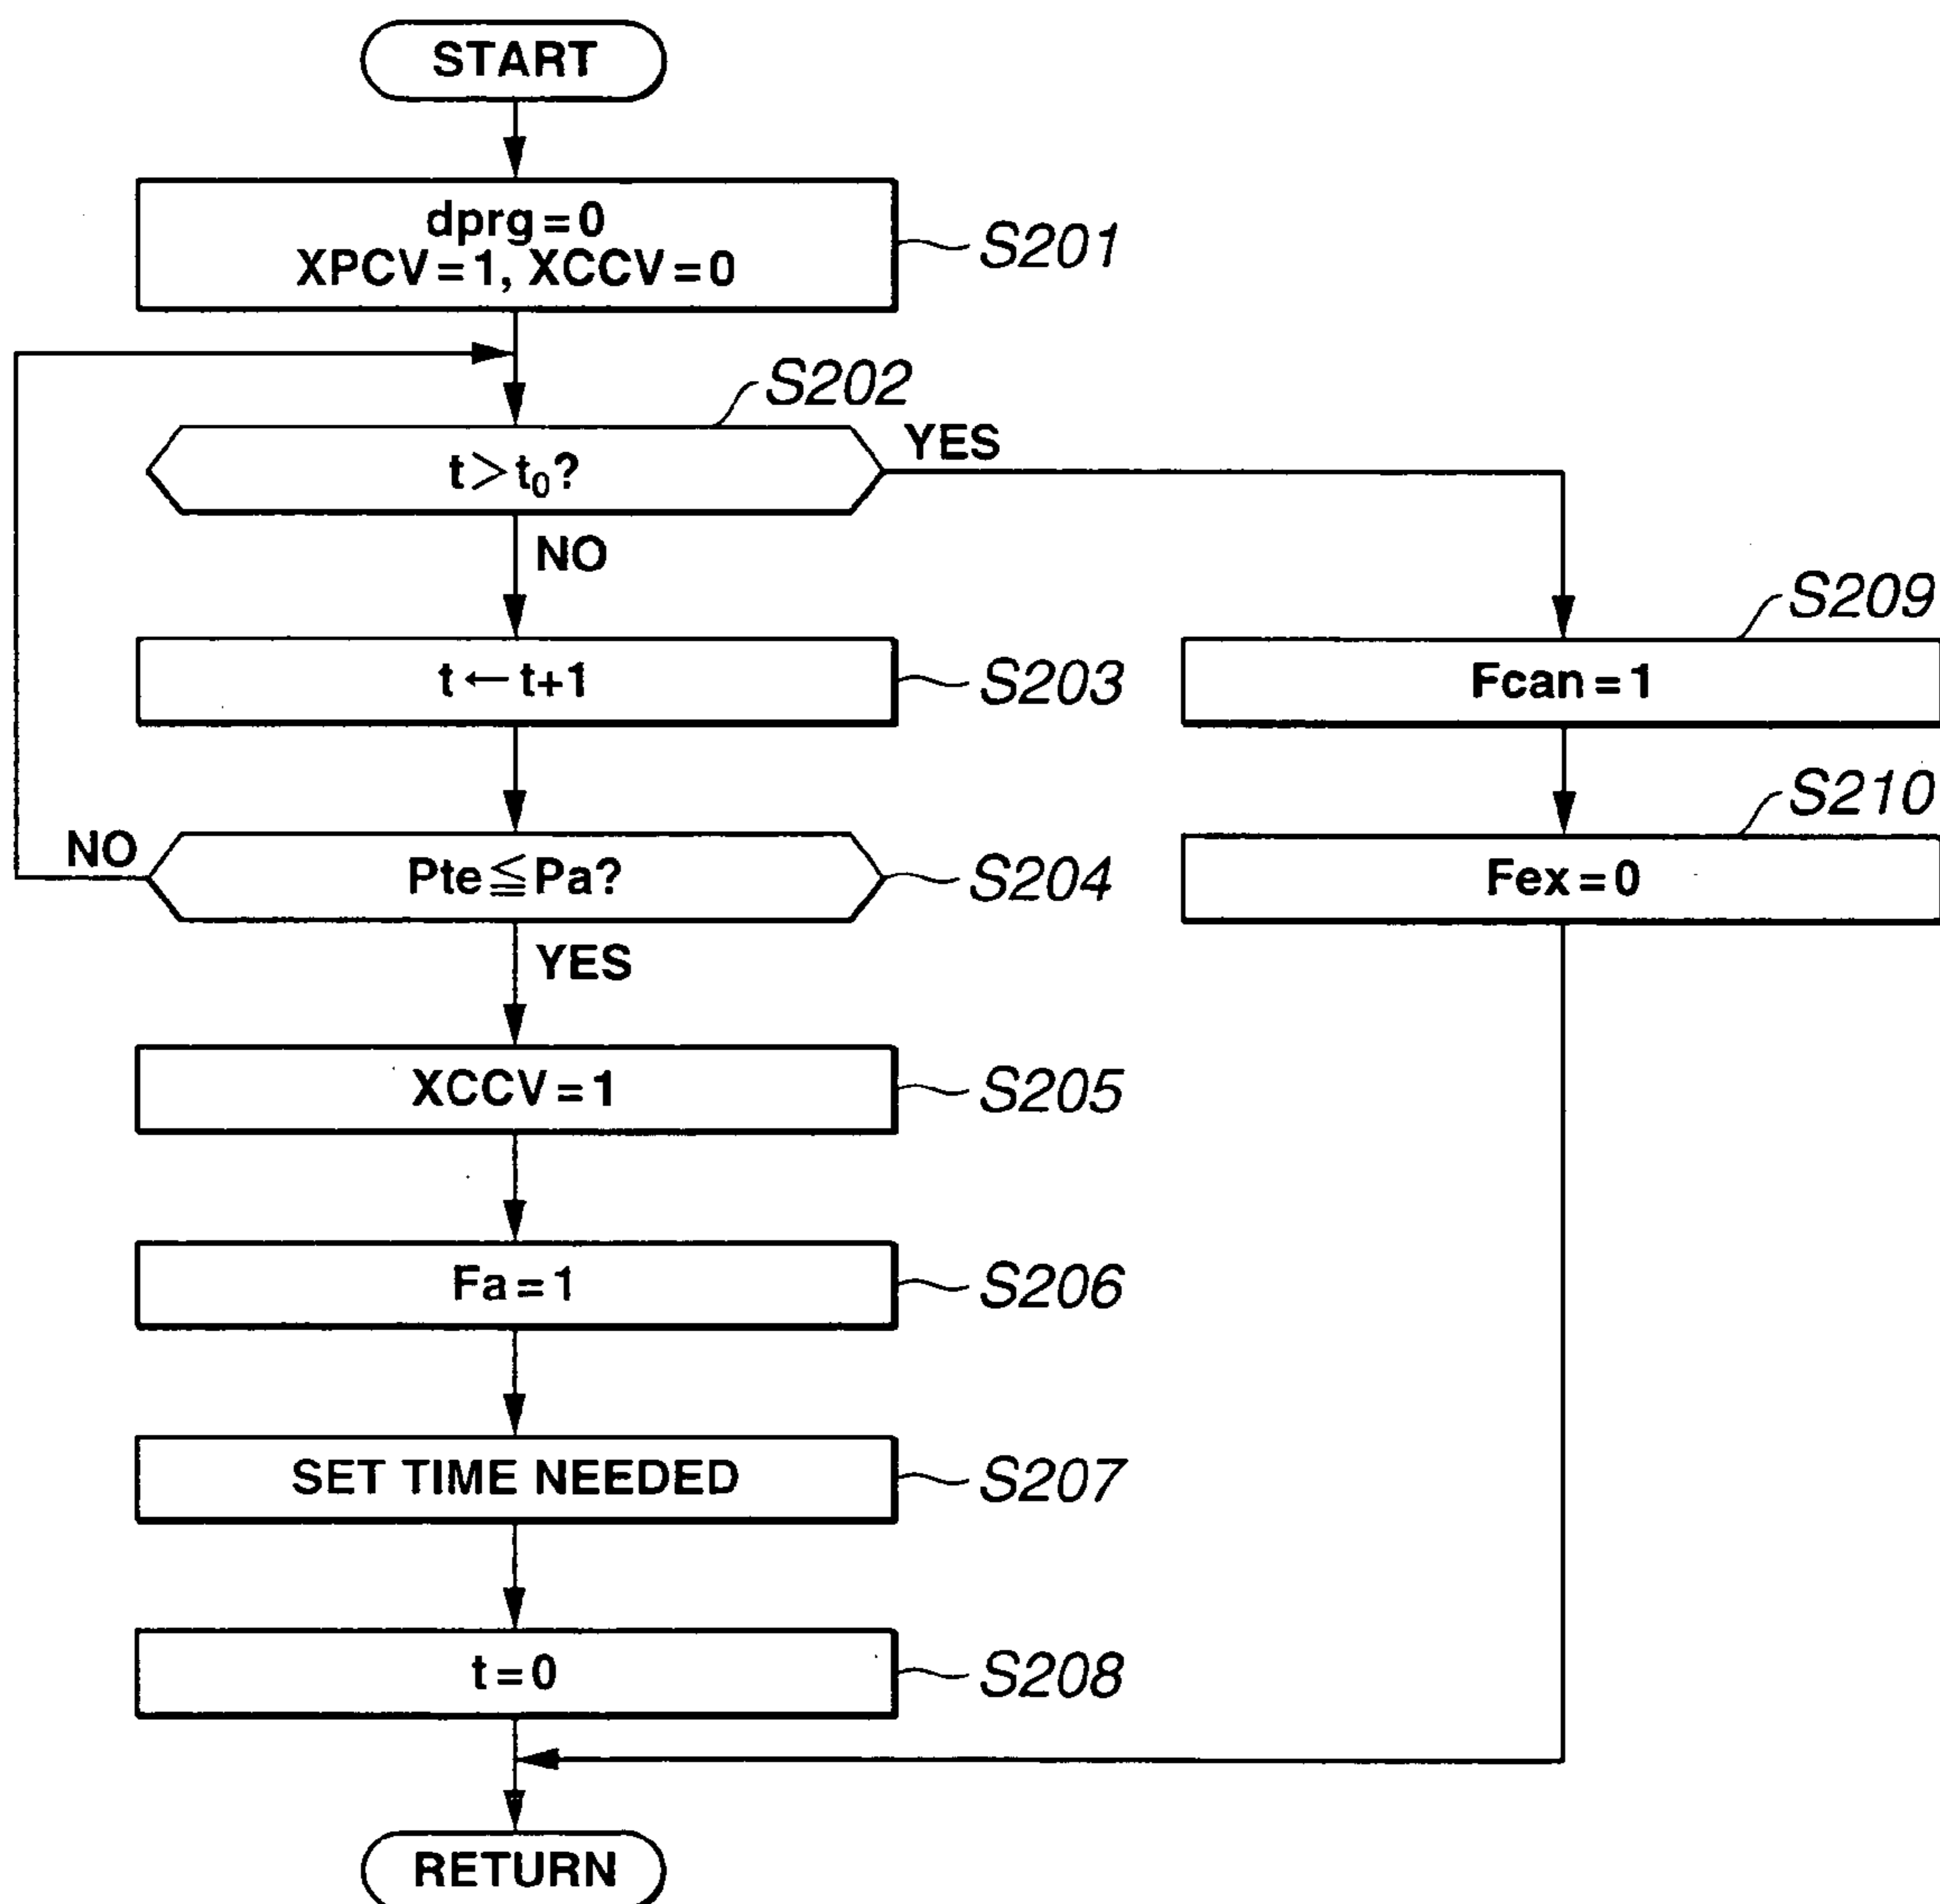 START
dprg=0
XPCV=1, XCCV=0
S201
S202
t>t₀?
YES
NO
t←t+1
S203
Pte≦Pa?
S204
NO
YES
XCCV=1
S205
Fa=1
S206
SET TIME NEEDED
S207
t=0
S208
S209
Fcan=1
S210
Fex=0
RETURN